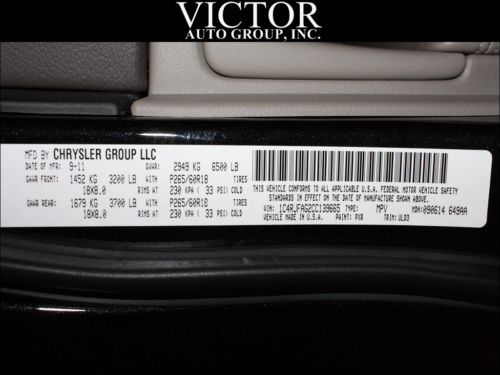 VICTOR
AUTO GROUP, INC.
MFD BY CHRYSLER GROUP LLC
DATE OF MFR: 9-11 GVWR: 2949 KG 6500 LB
GAWR FRONT: 1452 KG 3200 LB WITH P265/60R18 TIRES
18X8.0 RIMS AT 230 KPA ( 33 PSI) COLD
GAWR REAR: 1679 KG 3700 LB WITH P265/60R18 TIRES
18X8.0 RIMS AT 230 KPA ( 33 PSI) COLD
THIS VEHICLE CONFORMS TO ALL APPLICABLE U.S.A. FEDERAL MOTOR VEHICLE SAFETY
STANDARDS IN EFFECT ON THE DATE OF MANUFACTURE SHOWN ABOVE
VIN: 1C4RJFAG2CC139665 TYPE: MPV MDH: 090614 649AA
MADE IN U.S.A. PAINT: PXR TRIM: ULD3